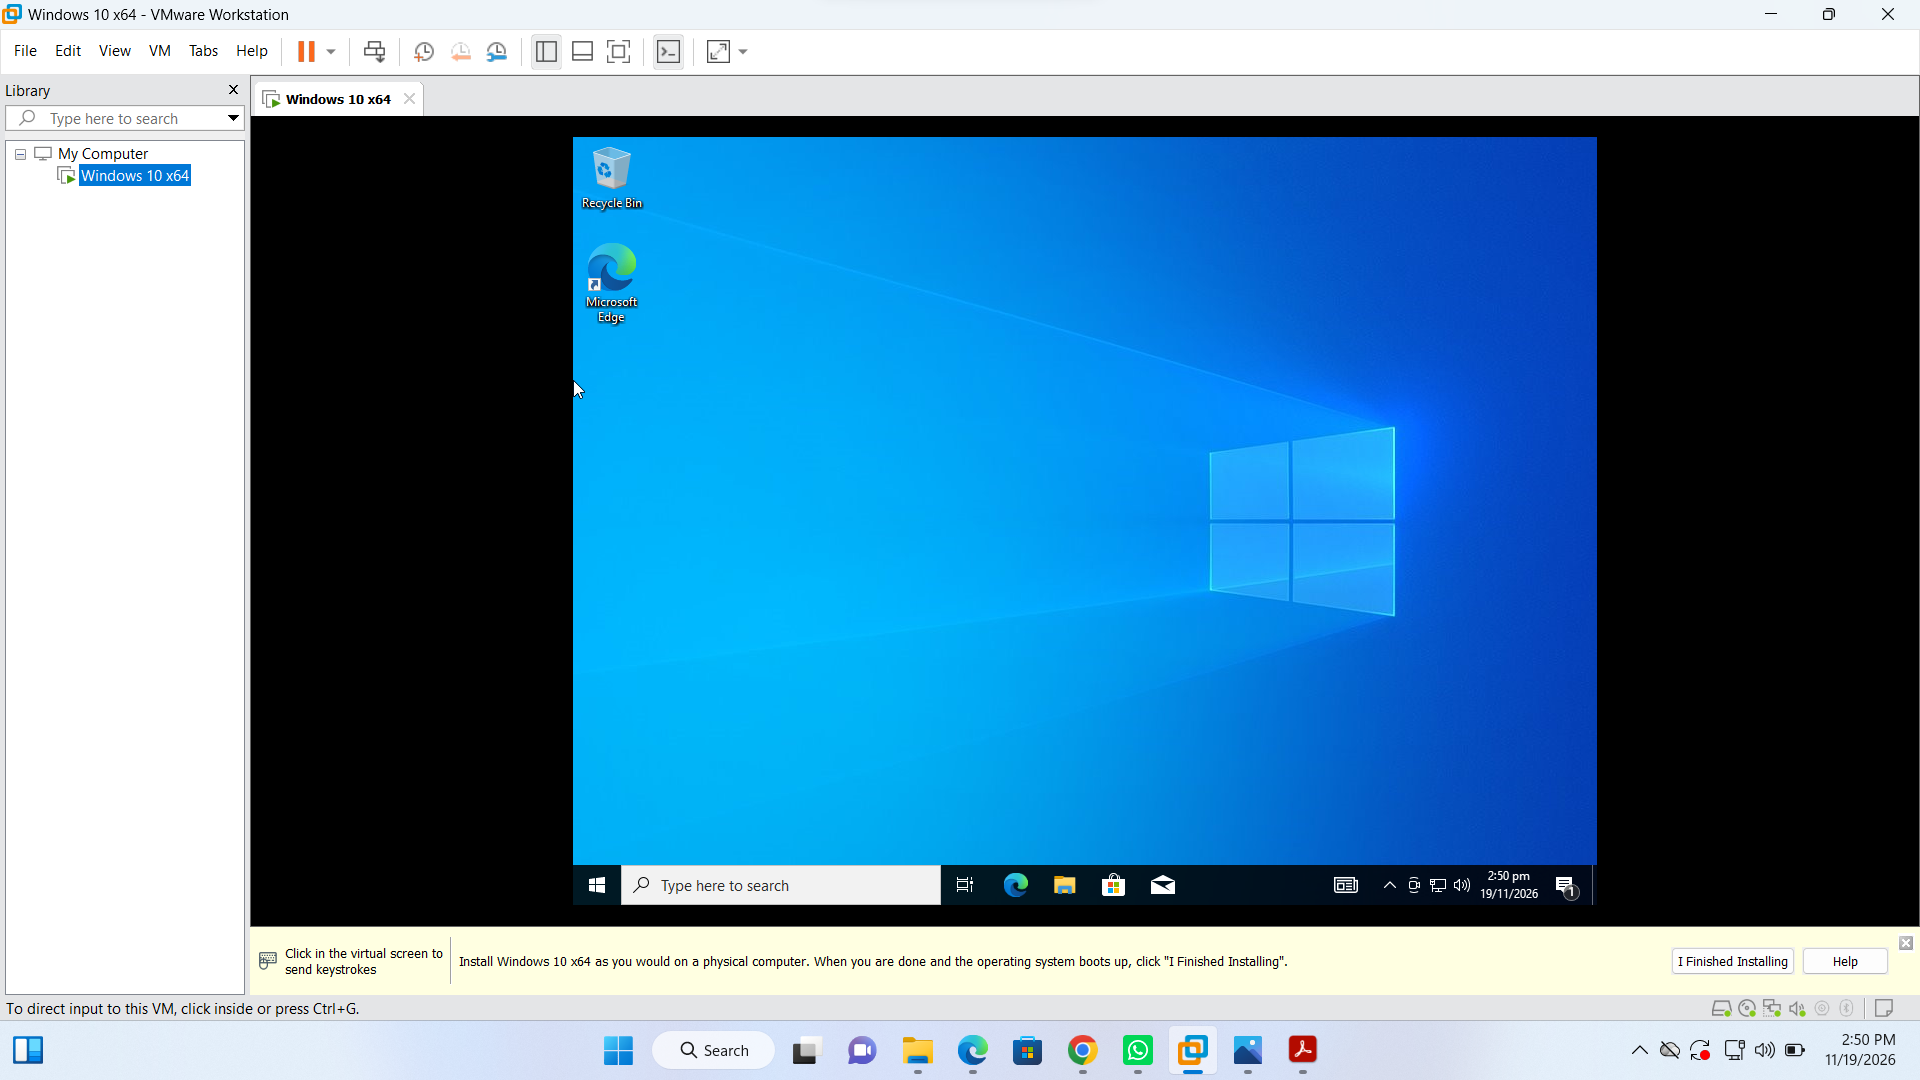 Windows 10 x64 - VMware Workstation
File Edit View VM Tabs Help
Library
Type here to search
My Computer
Windows 10 x64
Windows 10 x64
Recycle Bin
Microsoft
Edge
Type here to search
2:50 pm
19/11/2026
1
Click in the virtual screen to
send keystrokes
Install Windows 10 x64 as you would on a physical computer. When you are done and the operating system boots up, click "I Finished Installing".
I Finished Installing
Help
To direct input to this VM, click inside or press Ctrl+G.
Search
2:50 PM
11/19/2026